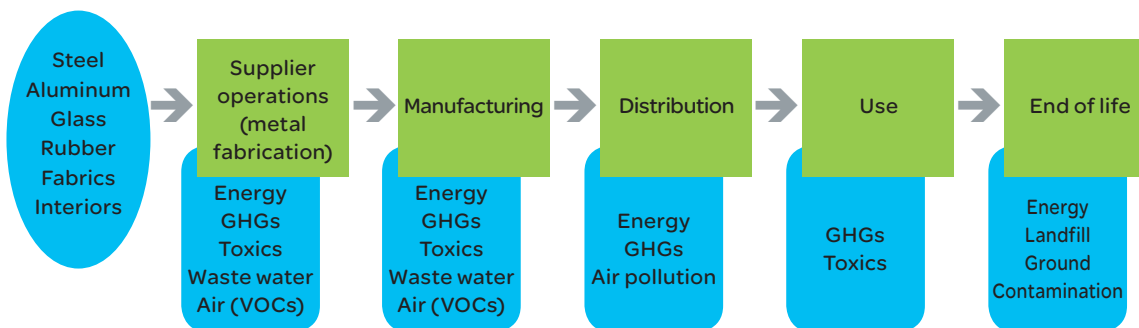 Steel
Aluminum
Glass
Rubber
Fabrics
Interiors
Supplier
operations
(metal
fabrication)
Energy
GHGs
Toxics
Waste water
Air (VOCs)
Manufacturing
Energy
GHGs
Toxics
Waste water
Air (VOCs)
Distribution
Energy
GHGs
Air pollution
Use
GHGs
Toxics
End of life
Energy
Landfill
Ground
Contamination